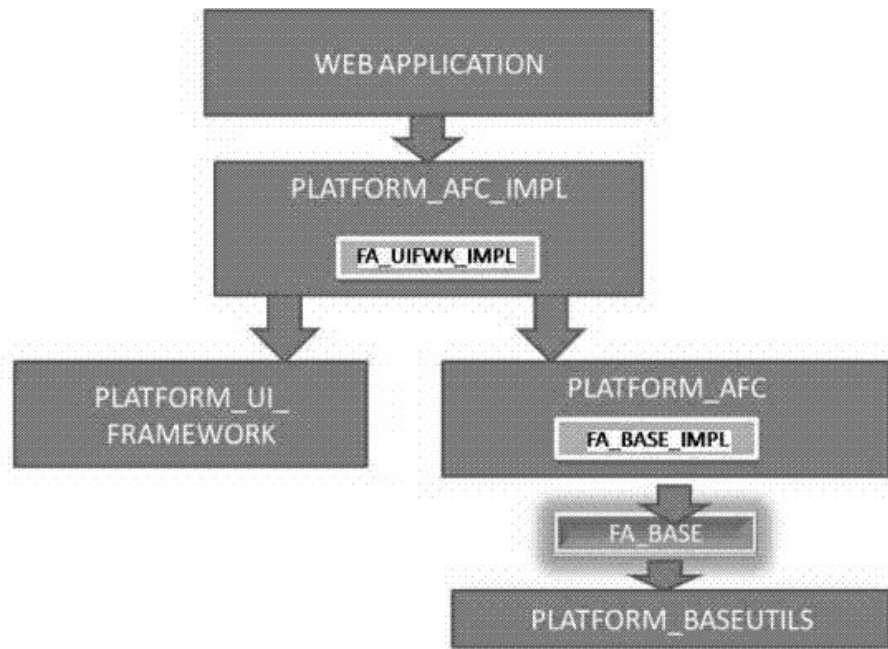 WEB APPLICATION
PLATFORM_AFC_IMPL
FA_UIFWK_IMPL
PLATFORM_UI_
FRAMEWORK
PLATFORM_AFC
FA_BASE_IMPL
FA_BASE
PLATFORM_BASEUTILS